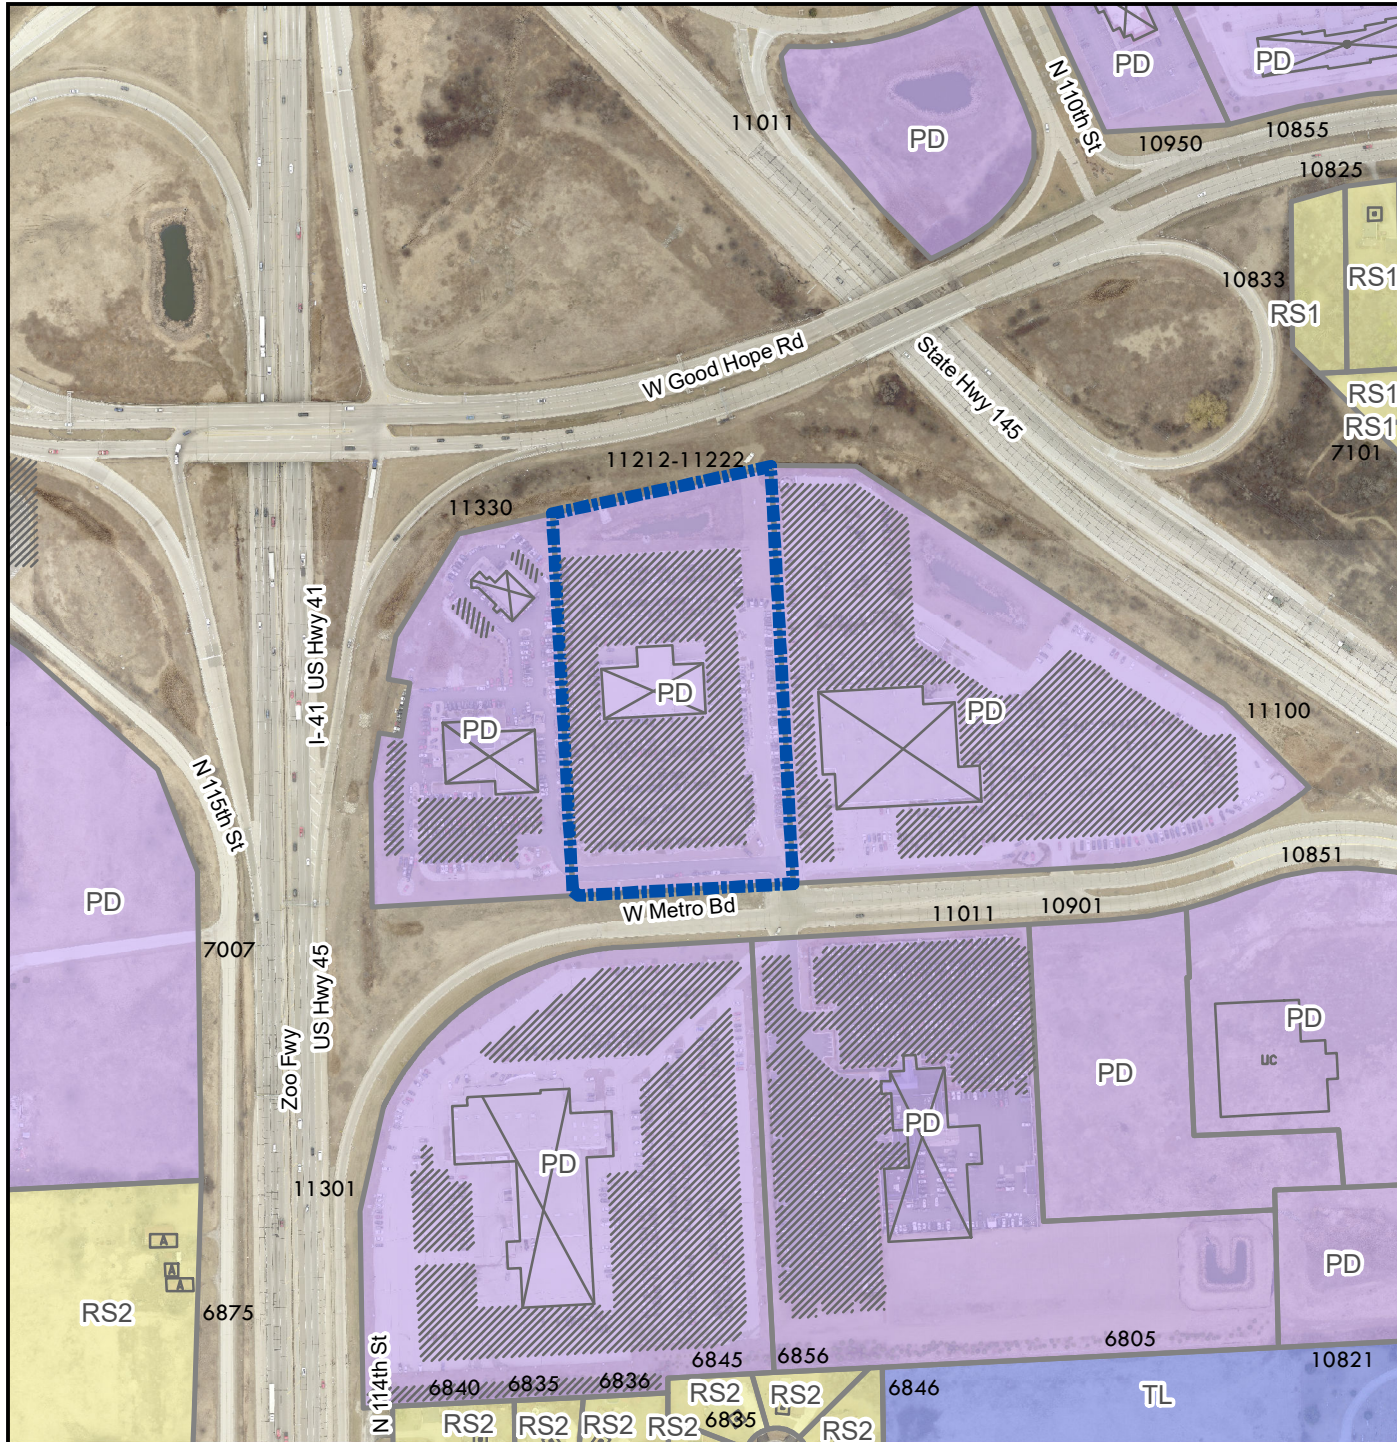 PD
PD
N 110th St
11011
10950
10855
PD
10825
RS1
10833
RS1
W Good Hope Rd
State Hwy 145
RS1
RS1
7101
11212-11222
11330
I-41 US Hwy 41
PD
PD
PD
11100
N 115th St
PD
10851
W Metro Bd
11011
10901
7007
US Hwy 45
Zoo Fwy
PD
UC
PD
PD
PD
11301
A
A
A
RS2
6875
PD
6805
10821
6845
6856
N 114th St
6840
6835
6836
6846
TL
RS2
RS2
RS2
RS2
RS2
RS2
6835
RS2